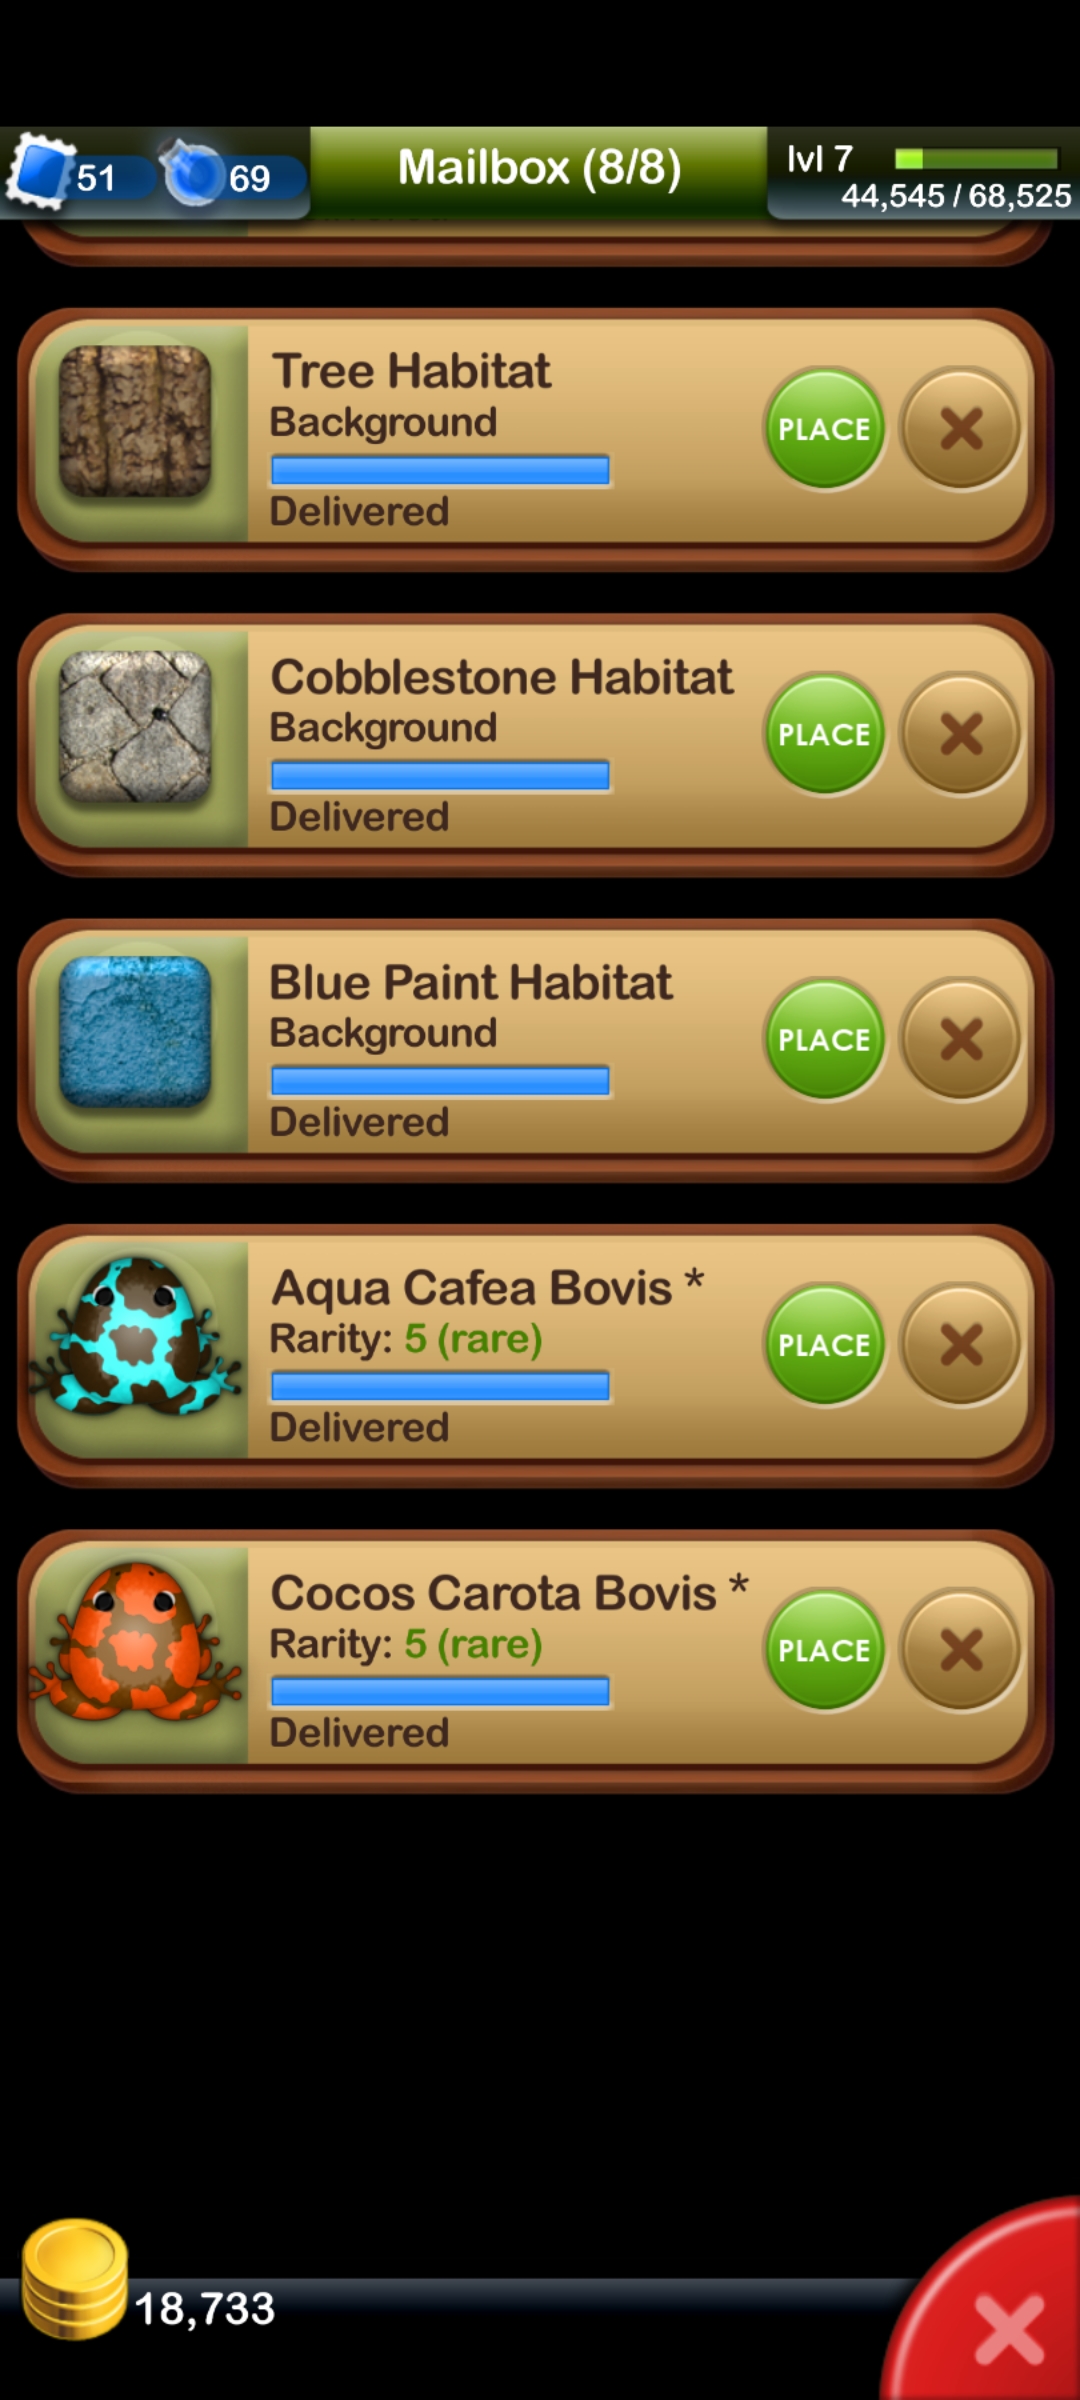 51
69
Mailbox (8/8)
lvl 7
44,545 / 68,525
Tree Habitat
Background
PLACE
Delivered
Cobblestone Habitat
Background
PLACE
Delivered
Blue Paint Habitat
Background
PLACE
Delivered
Aqua Cafea Bovis *
Rarity: 5 (rare)
PLACE
Delivered
Cocos Carota Bovis *
Rarity: 5 (rare)
PLACE
Delivered
18,733